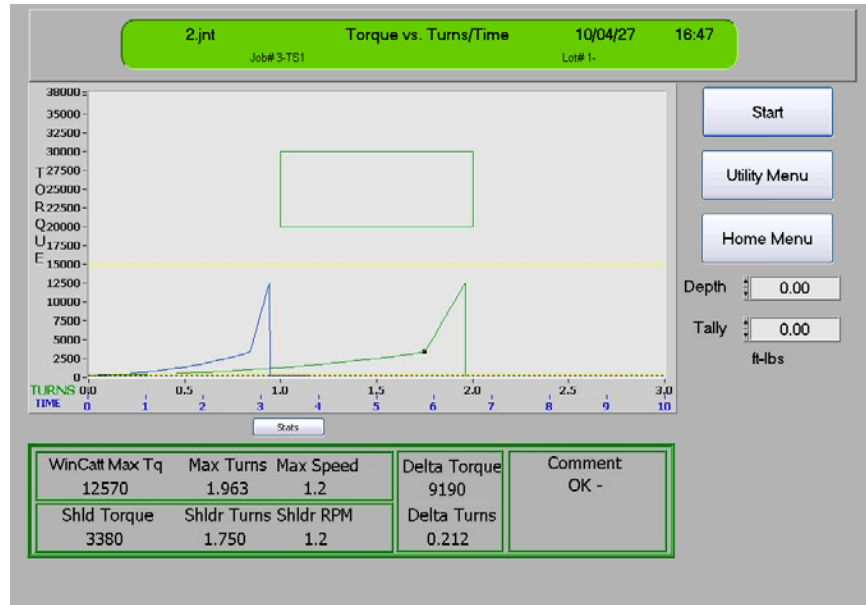 2.jnt Torque vs. Turns/Time 10/04/27 16:47
Job# 3-TS1 Lot# 1-
TORQUE
38000
35000
32500
30000
27500
25000
22500
20000
17500
15000
12500
10000
7500
5000
2500
0
TURNS 0,0 0,5 1,0 1,5 2,0 2,5 3,0
TIME 0 1 2 3 4 5 6 7 8 9 10
Stats
Start
Utility Menu
Home Menu
Depth 0.00
Tally 0.00
ft-lbs
WinCatt Max Tq Max Turns Max Speed
12570 1.963 1.2
Shld Torque Shldr Turns Shldr RPM
3380 1.750 1.2
Delta Torque
9190
Delta Turns
0.212
Comment
OK -